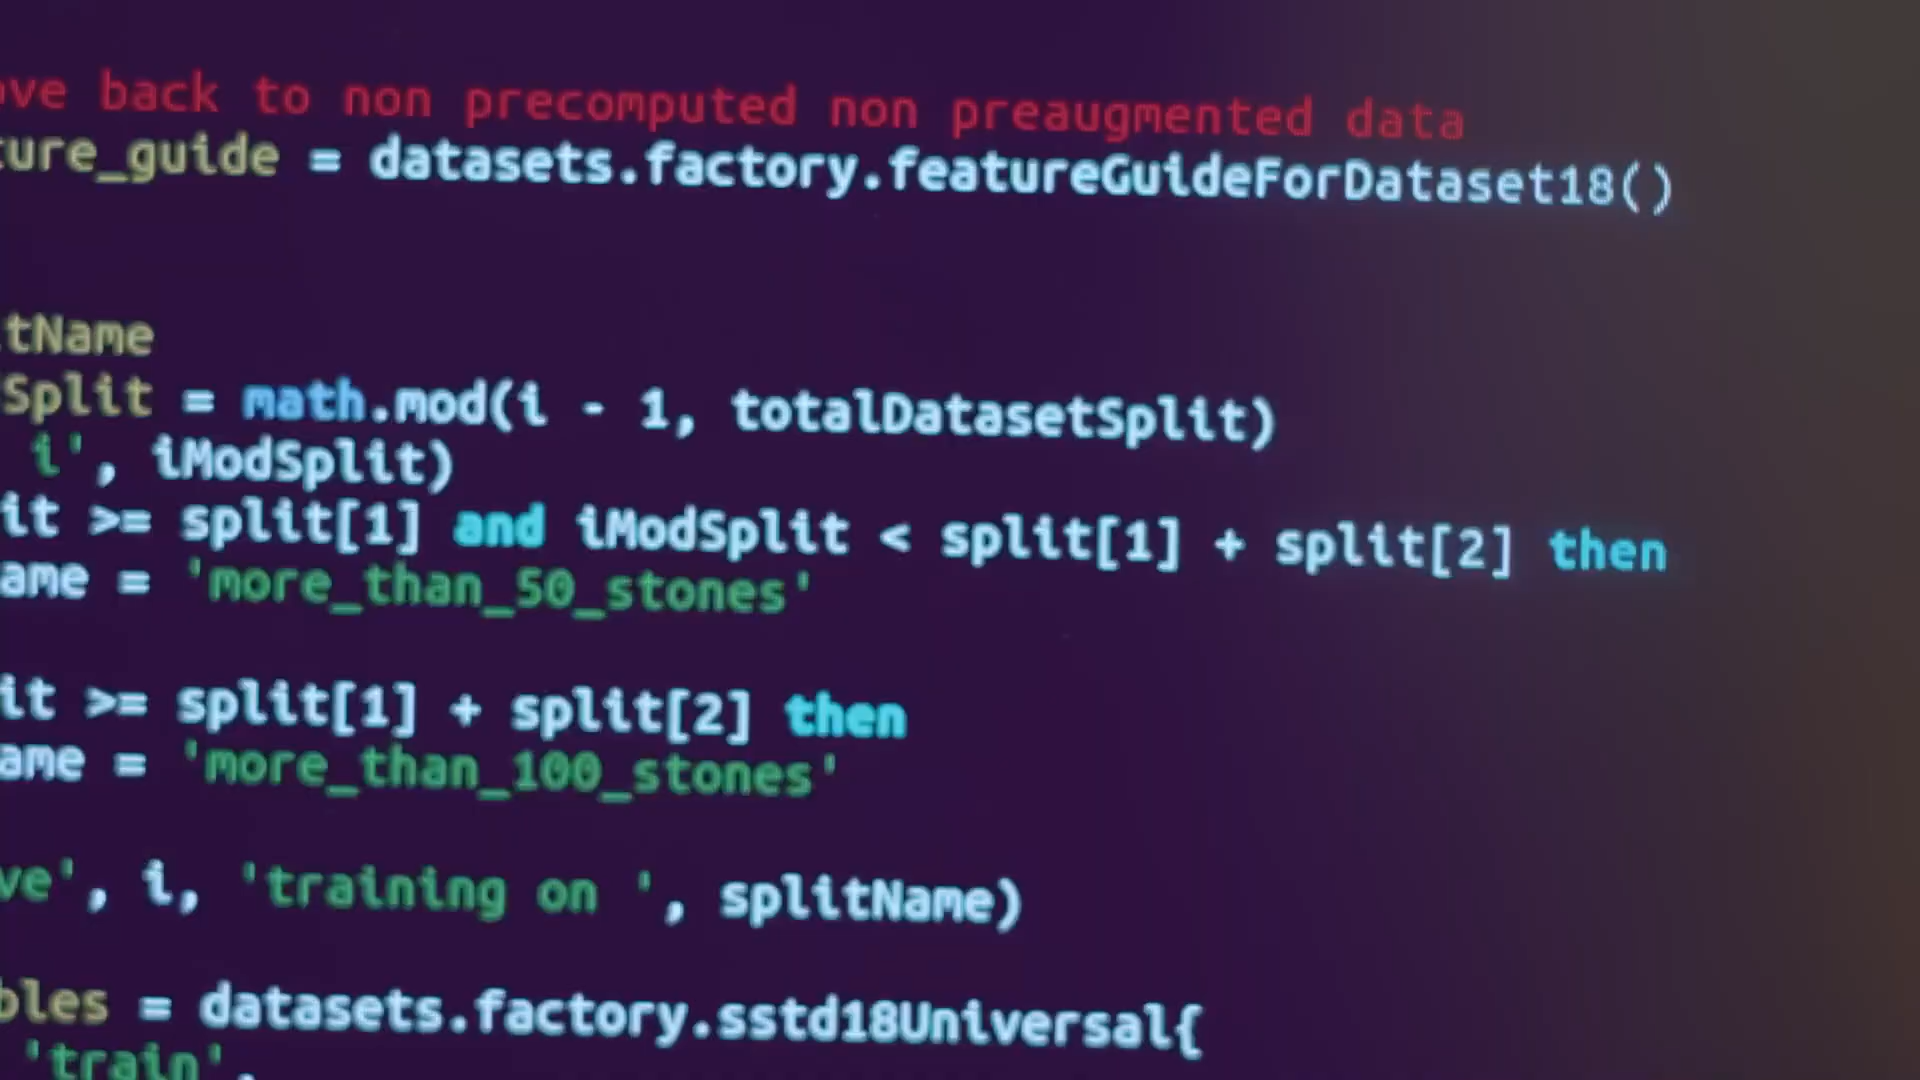 ove back to non precomputed non preaugmented data
ture_guide = datasets.factory.featureGuideForDataset18()
itName
Split = math.mod(i - 1, totalDatasetSplit)
i', iModSplit)
it >= split[1] and iModSplit < split[1] + split[2] then
ame = 'more_than_50_stones'
it >= split[1] + split[2] then
ame = 'more_than_100_stones'
ve', i, 'training on ', splitName)
bles = datasets.factory.sstd18Universal{
'train',